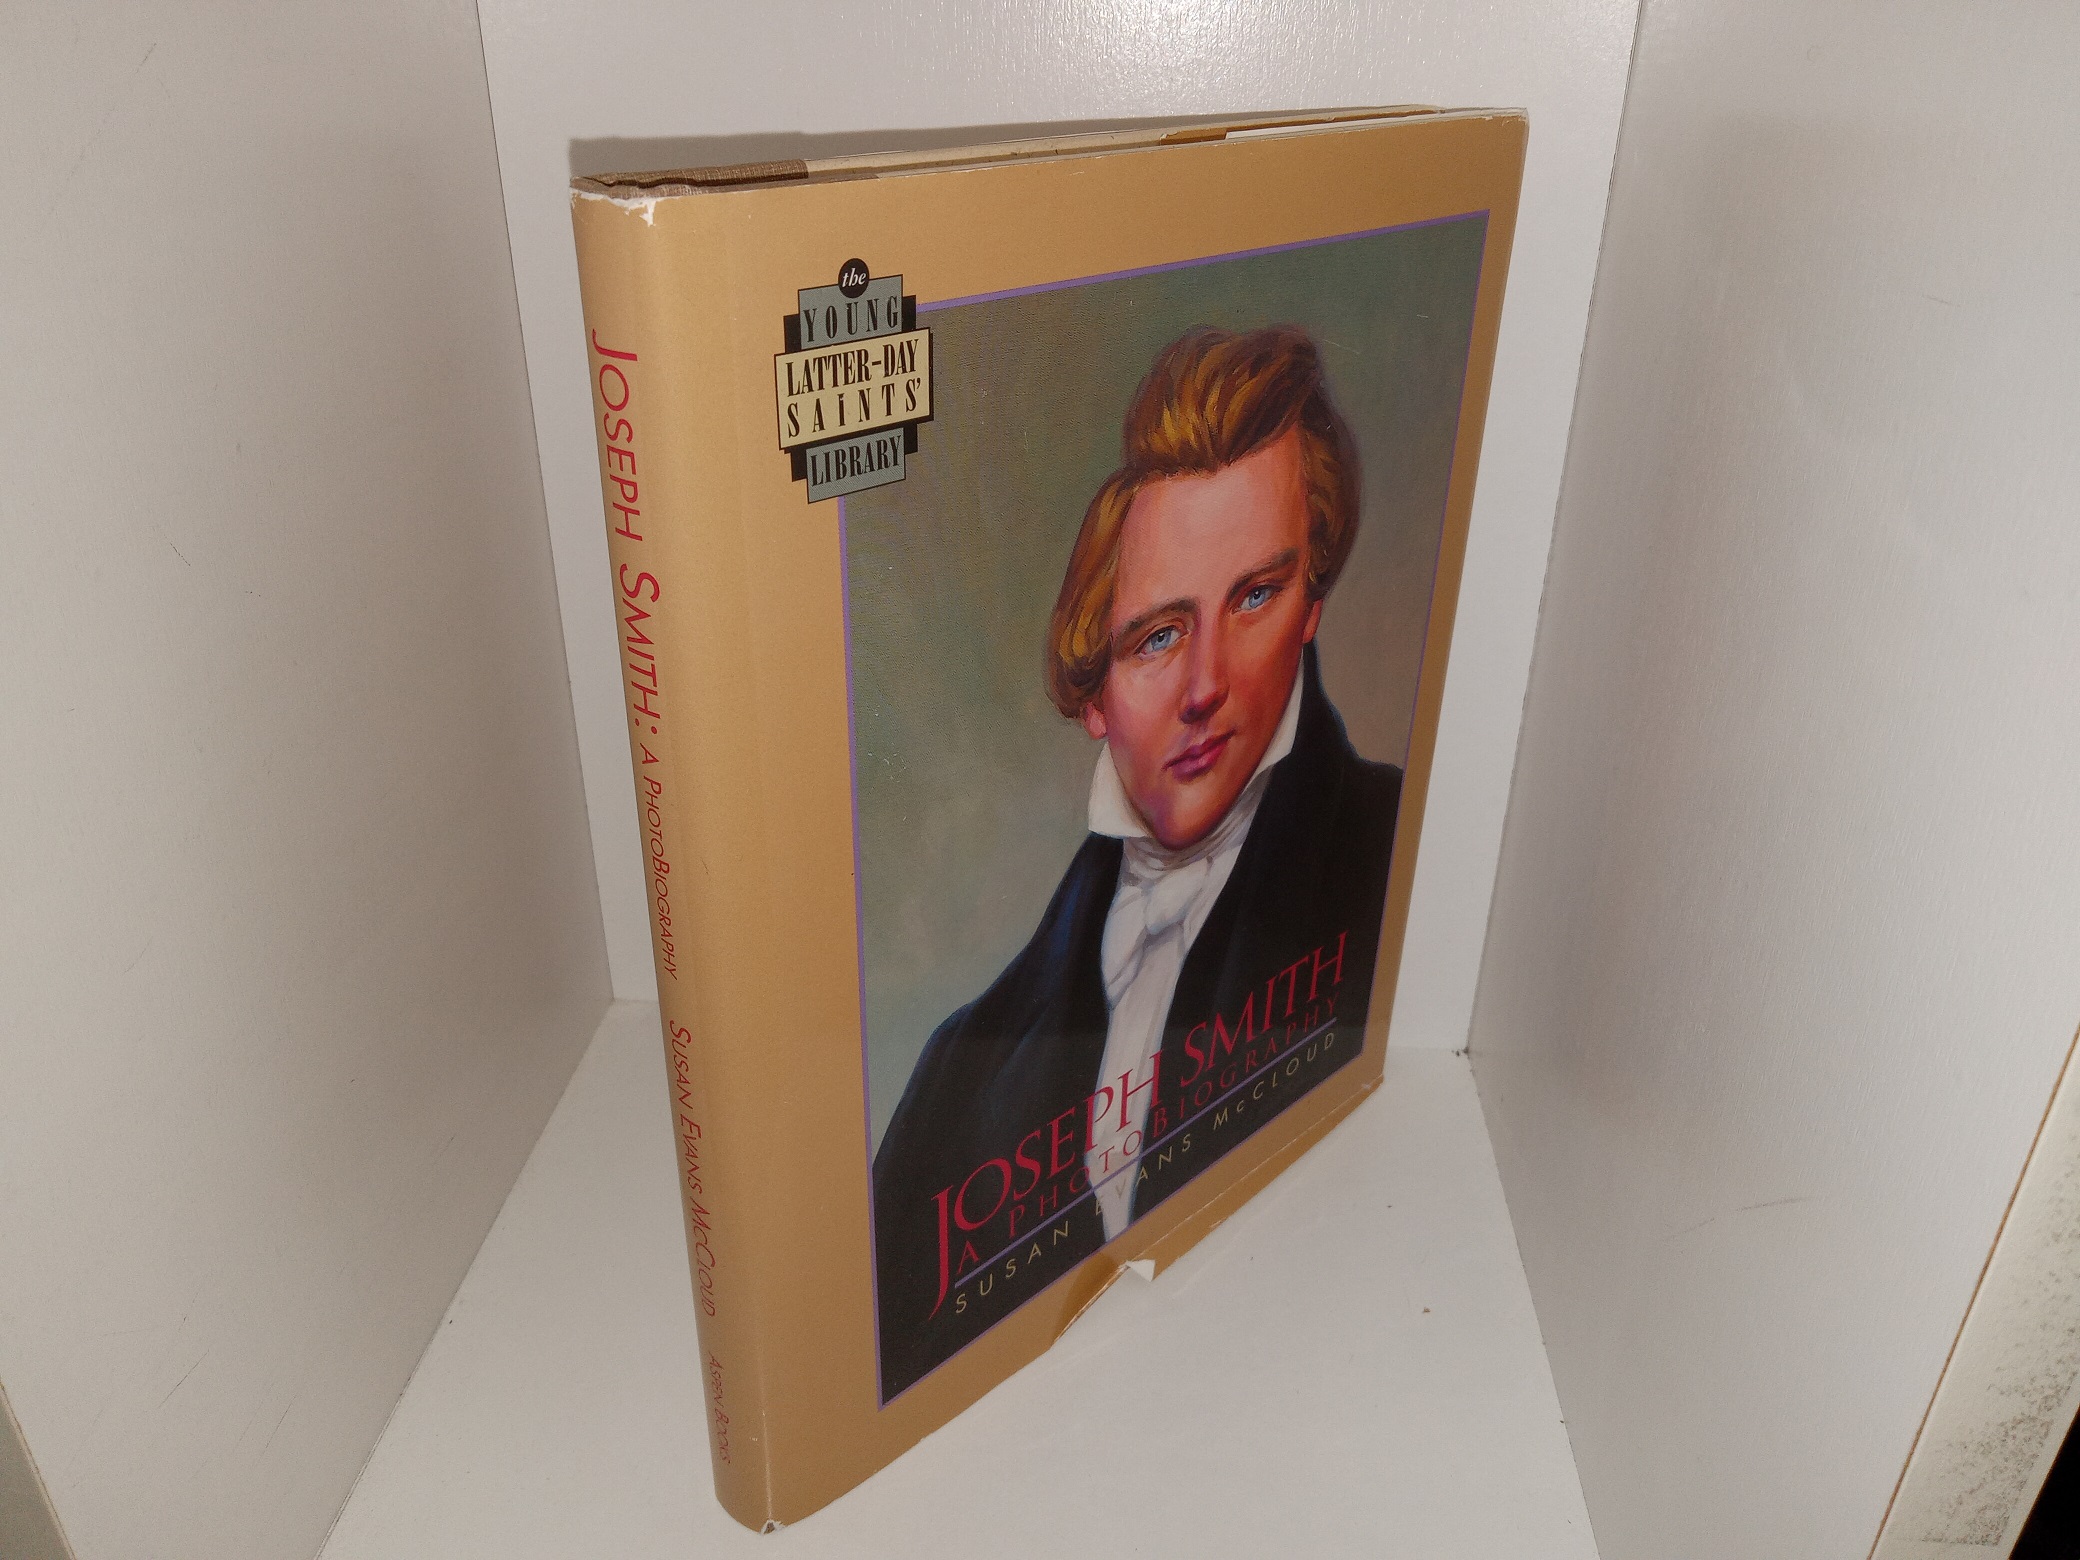 JOSEPH SMITH: A PHOTOBIOGRAPHY SUSAN EVANS MCCLOUD ASPEN BOOKS
the
YOUNG
LATTER-DAY
SAiNTS'
LIBRARY
JOSEPH SMITH
A PHOTOBIOGRAPHY
SUSAN EVANS McCLOUD